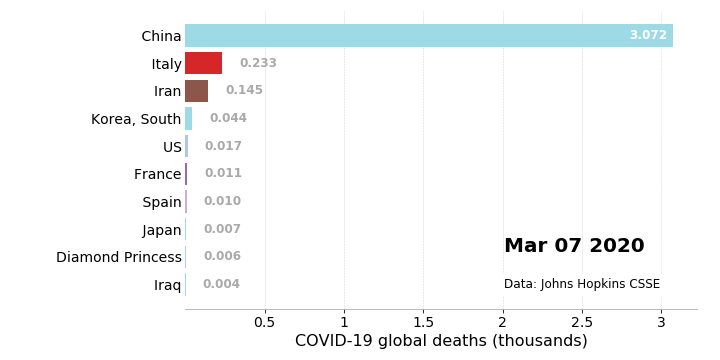 China 3.072
Italy 0.233
Iran 0.145
Korea, South 0.044
US 0.017
France 0.011
Spain 0.010
Japan 0.007
Diamond Princess 0.006
Iraq 0.004
Mar 07 2020
Data: Johns Hopkins CSSE
0.5 1 1.5 2 2.5 3
COVID-19 global deaths (thousands)